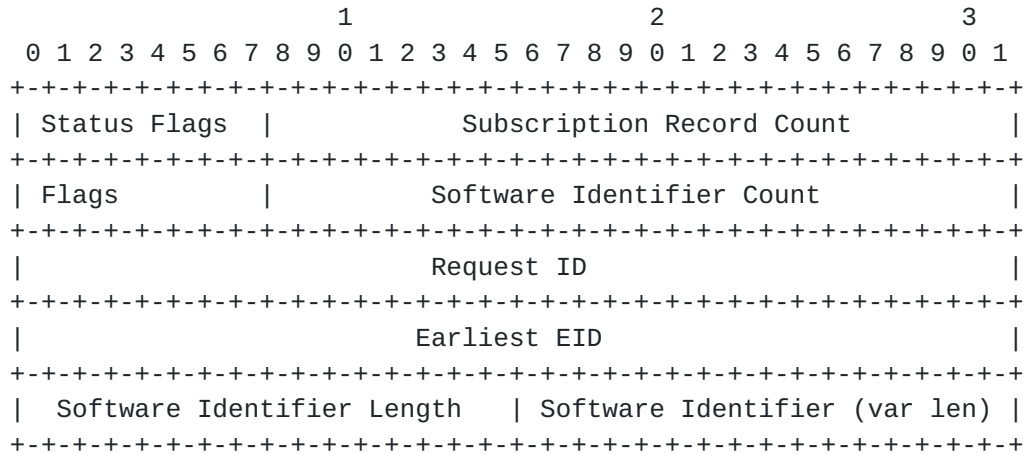 1                   2                   3
 0 1 2 3 4 5 6 7 8 9 0 1 2 3 4 5 6 7 8 9 0 1 2 3 4 5 6 7 8 9 0 1
+-+-+-+-+-+-+-+-+-+-+-+-+-+-+-+-+-+-+-+-+-+-+-+-+-+-+-+-+-+-+-+-+
| Status Flags  |            Subscription Record Count          |
+-+-+-+-+-+-+-+-+-+-+-+-+-+-+-+-+-+-+-+-+-+-+-+-+-+-+-+-+-+-+-+-+
| Flags         |          Software Identifier Count            |
+-+-+-+-+-+-+-+-+-+-+-+-+-+-+-+-+-+-+-+-+-+-+-+-+-+-+-+-+-+-+-+-+
|                          Request ID                           |
+-+-+-+-+-+-+-+-+-+-+-+-+-+-+-+-+-+-+-+-+-+-+-+-+-+-+-+-+-+-+-+-+
|                         Earliest EID                          |
+-+-+-+-+-+-+-+-+-+-+-+-+-+-+-+-+-+-+-+-+-+-+-+-+-+-+-+-+-+-+-+-+
|  Software Identifier Length   | Software Identifier (var len) |
+-+-+-+-+-+-+-+-+-+-+-+-+-+-+-+-+-+-+-+-+-+-+-+-+-+-+-+-+-+-+-+-+